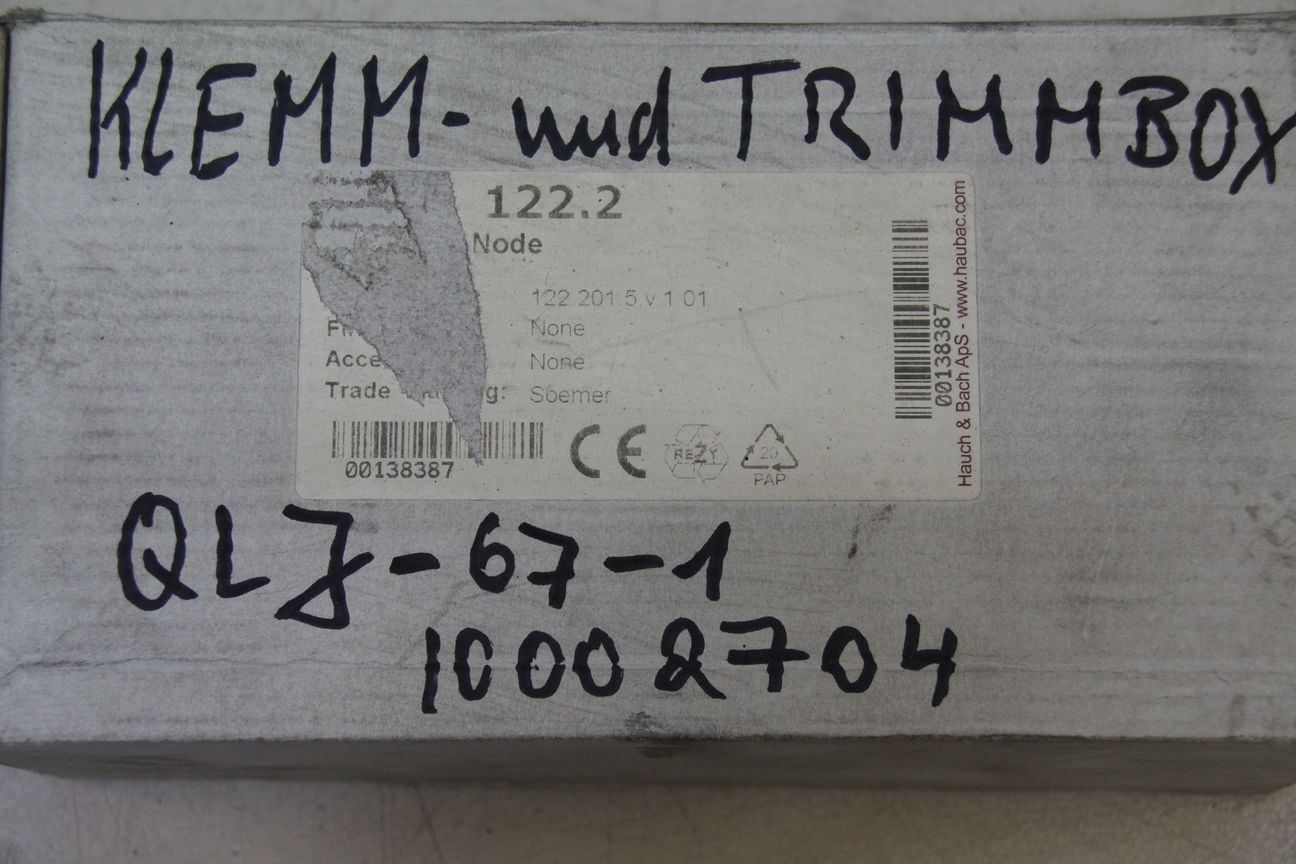 KLEMM- und TRIMMBOX
122.2
Node
122 201.5.v.1.01
None
None
Trade g: Soemer
00138387
CE
RESY
20
PAP
00138387
Hauch & Bach ApS - www.haubac.com
QLJ-67-1
10002704